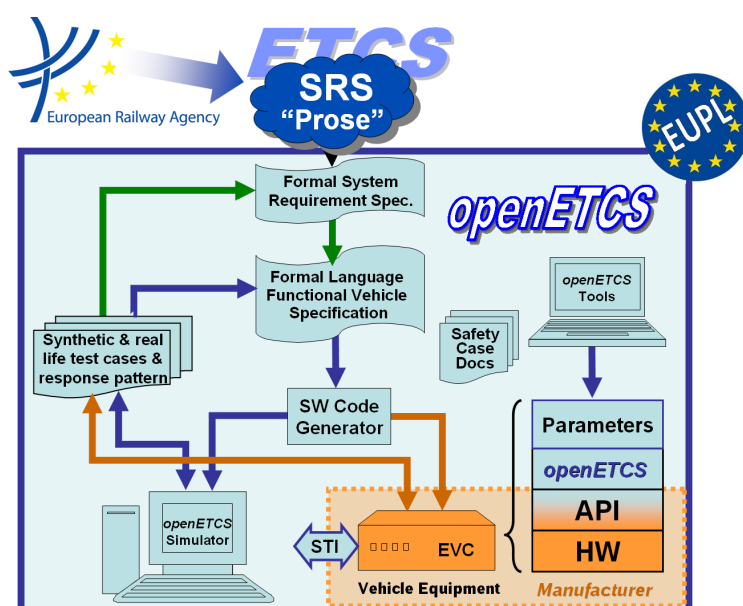 ETCS
SRS
“Prose”
European Railway Agency
EUPL
Formal System
Requirement Spec.
openETCS
Formal Language
Functional Vehicle
Specification
openETCS
Tools
Synthetic & real
life test cases &
response pattern
Safety
Case
Docs
SW Code
Generator
Parameters
openETCS
API
HW
openETCS
Simulator
STI
EVC
Vehicle Equipment
Manufacturer